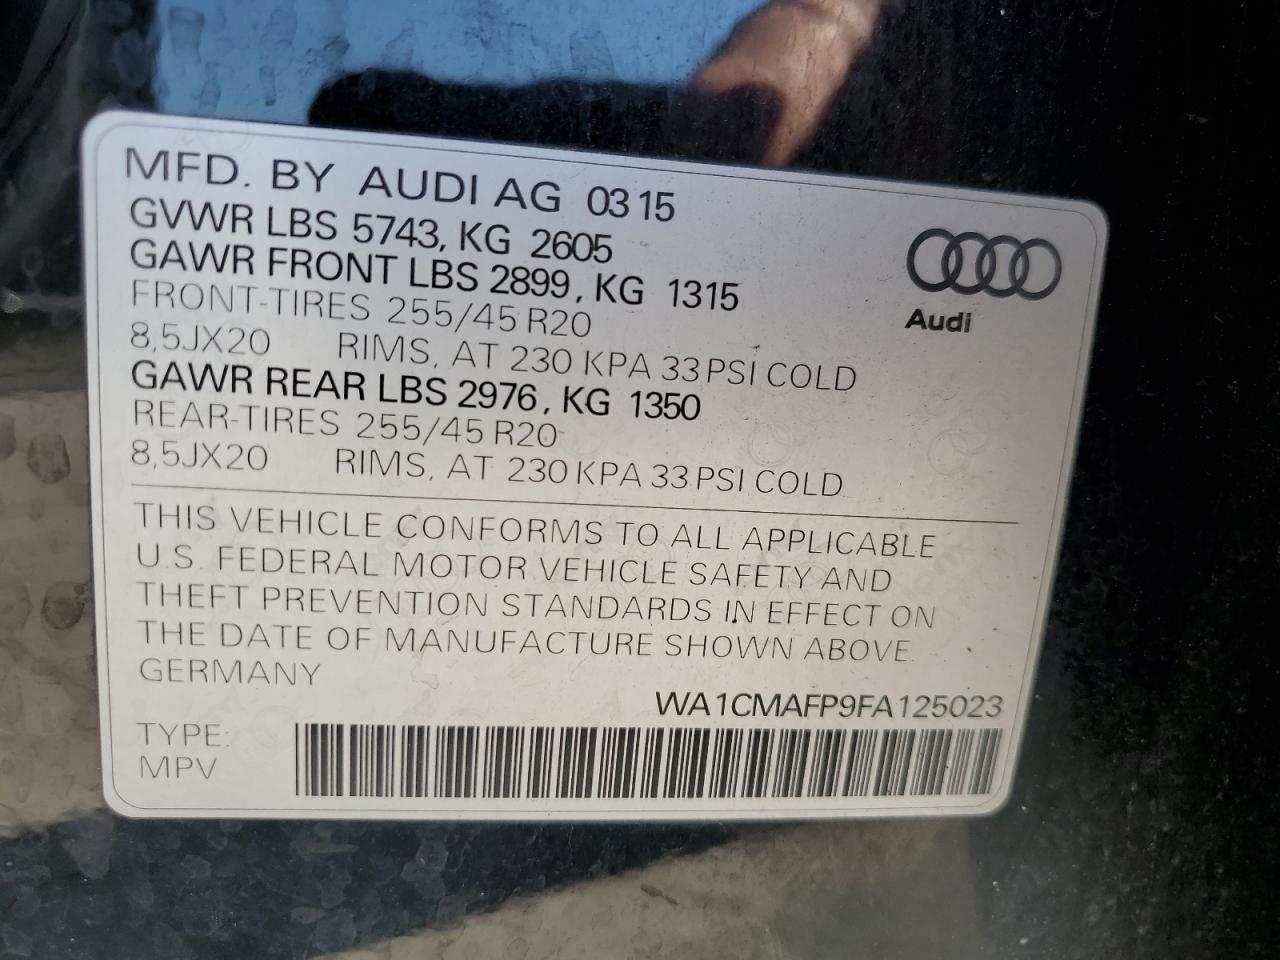 MFD. BY AUDI AG 03 15
GVWR LBS 5743, KG 2605
GAWR FRONT LBS 2899, KG 1315
FRONT-TIRES 255/45 R20
8,5JX20 RIMS, AT 230 KPA 33 PSI COLD
GAWR REAR LBS 2976, KG 1350
REAR-TIRES 255/45 R20
8,5JX20 RIMS, AT 230 KPA 33 PSI COLD
Audi
THIS VEHICLE CONFORMS TO ALL APPLICABLE
U.S. FEDERAL MOTOR VEHICLE SAFETY AND
THEFT PREVENTION STANDARDS IN EFFECT ON
THE DATE OF MANUFACTURE SHOWN ABOVE.
GERMANY
WA1CMAFP9FA125023
TYPE:
MPV